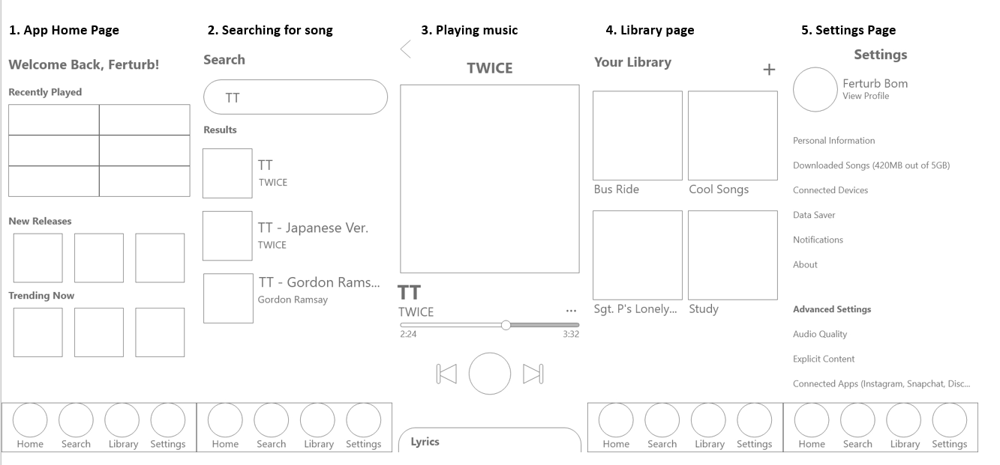 1. App Home Page
Welcome Back, Ferturb!
Recently Played
New Releases
Trending Now
Home Search Library Settings
2. Searching for song
Search
TT
Results
TT
TWICE
TT - Japanese Ver.
TWICE
TT - Gordon Rams...
Gordon Ramsay
Home Search Library Settings
3. Playing music
TWICE
TT
TWICE
...
2:24 3:32
Lyrics
4. Library page
Your Library
+
Bus Ride Cool Songs
Sgt. P's Lonely... Study
Home Search Library Settings
5. Settings Page
Settings
Ferturb Bom
View Profile
Personal Information
Downloaded Songs (420MB out of 5GB)
Connected Devices
Data Saver
Notifications
About
Advanced Settings
Audio Quality
Explicit Content
Connected Apps (Instagram, Snapchat, Disc...
Home Search Library Settings